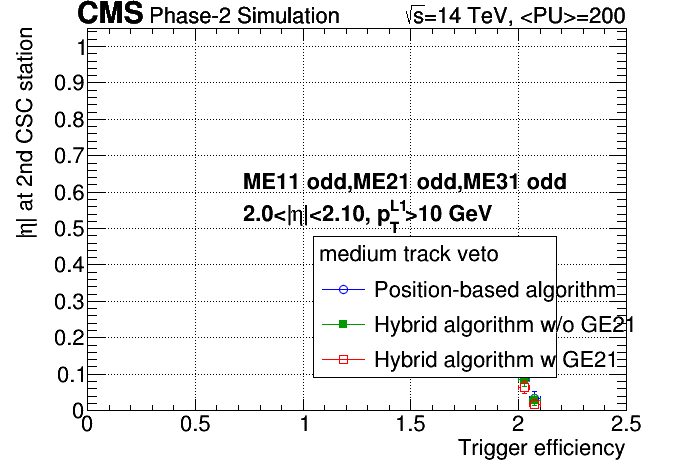 CMS Phase-2 Simulation √s=14 TeV, <PU>=200
|η| at 2nd CSC station
1
0.9
0.8
0.7
0.6
0.5
0.4
0.3
0.2
0.1
0
ME11 odd,ME21 odd,ME31 odd
2.0<|η|<2.10, p_T^L1>10 GeV
medium track veto
Position-based algorithm
Hybrid algorithm w/o GE21
Hybrid algorithm w GE21
0 0.5 1 1.5 2 2.5
Trigger efficiency